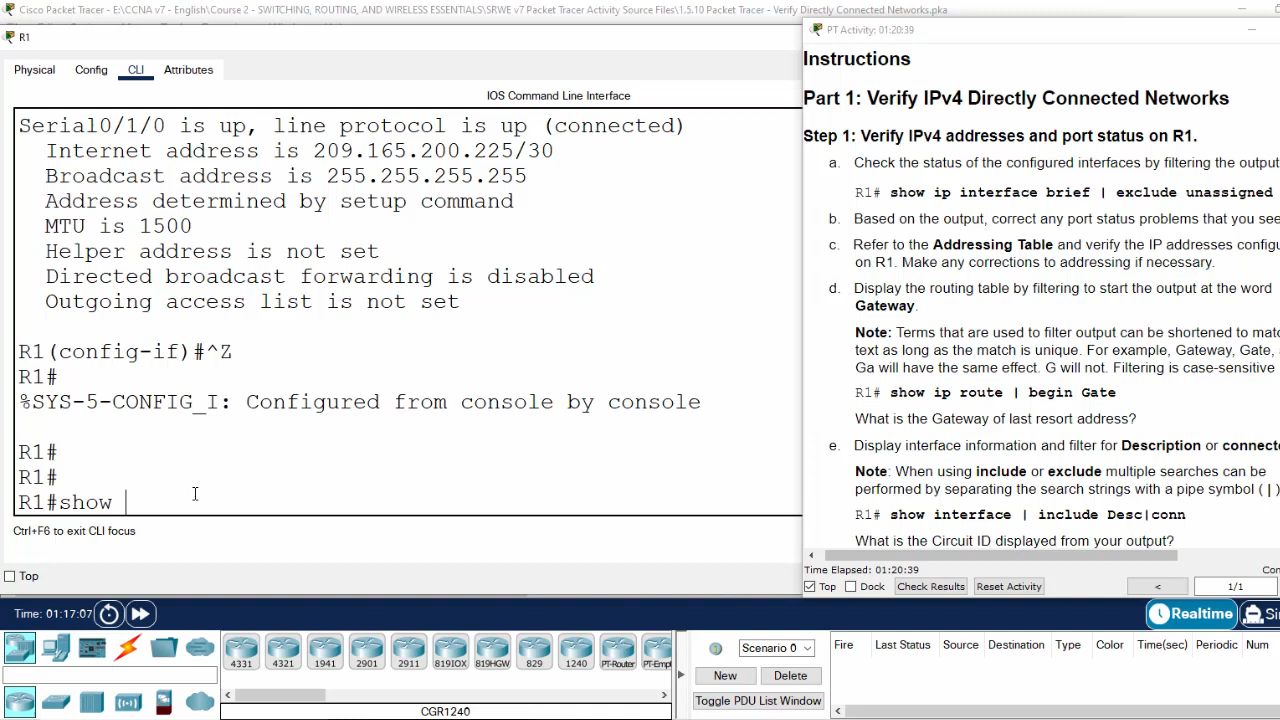 Cisco Packet Tracer - E:\CCNA v7 - English\Course 2 - SWITCHING, ROUTING, AND WIRELESS ESSENTIALS\SRWE v7 Packet Tracer Activity Source Files\1.5.10 Packet Tracer - Verify Directly Connected Networks.pka
R1
Physical Config CLI Attributes
IOS Command Line Interface
Serial0/1/0 is up, line protocol is up (connected)
Internet address is 209.165.200.225/30
Broadcast address is 255.255.255.255
Address determined by setup command
MTU is 1500
Helper address is not set
Directed broadcast forwarding is disabled
Outgoing access list is not set
R1(config-if)#^Z
R1#
%SYS-5-CONFIG_I: Configured from console by console
R1#
R1#
R1#show
Ctrl+F6 to exit CLI focus
Top
PT Activity: 01:20:39
Instructions
Part 1: Verify IPv4 Directly Connected Networks
Step 1: Verify IPv4 addresses and port status on R1.
a. Check the status of the configured interfaces by filtering the output
R1# show ip interface brief | exclude unassigned
b. Based on the output, correct any port status problems that you see
c. Refer to the Addressing Table and verify the IP addresses configu
on R1. Make any corrections to addressing if necessary.
d. Display the routing table by filtering to start the output at the word
Gateway.
Note: Terms that are used to filter output can be shortened to matc
text as long as the match is unique. For example, Gateway, Gate, a
Ga will have the same effect. G will not. Filtering is case-sensitive
R1# show ip route | begin Gate
What is the Gateway of last resort address?
e. Display interface information and filter for Description or connecte
Note: When using include or exclude multiple searches can be
performed by separating the search strings with a pipe symbol ( | )
R1# show interface | include Desc|conn
What is the Circuit ID displayed from your output?
Time Elapsed: 01:20:39
Top Dock Check Results Reset Activity < 1/1
Time: 01:17:07
Realtime
4331 4321 1941 2901 2911 819IOX 819HGW 829 1240 PT-Router PT-Empt
CGR1240
Scenario 0
New Delete
Toggle PDU List Window
Fire Last Status Source Destination Type Color Time(sec) Periodic Num